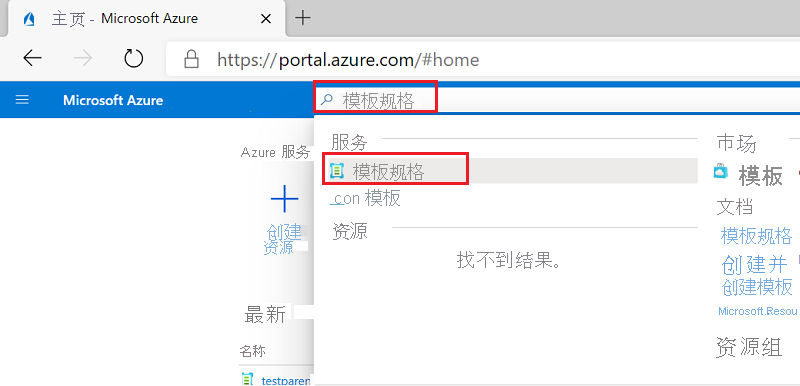 主页 - Microsoft Azure
https://portal.azure.com/#home
Microsoft Azure
模板规格
Azure 服务
创建
资源
最新
名称
testparen
服务
模板规格
con 模板
资源
找不到结果。
市场
模板
文档
模板规格
创建并
创建模板
Microsoft.Resou
资源组